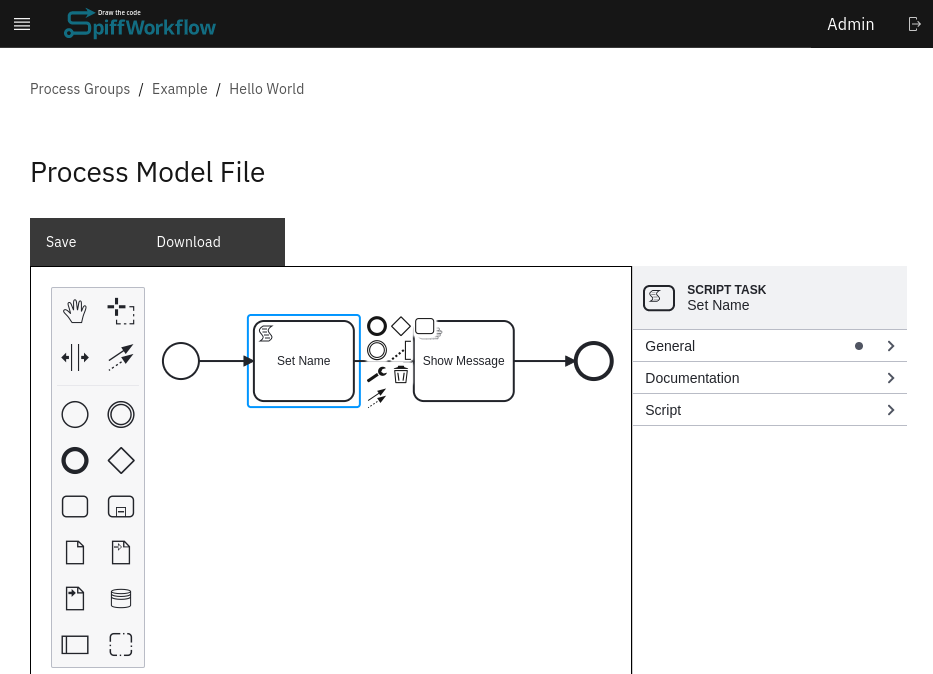 Draw the code
SpiffWorkflow
Admin
Process Groups / Example / Hello World
Process Model File
Save Download
SCRIPT TASK
Set Name
General
Documentation
Script
Set Name
Show Message